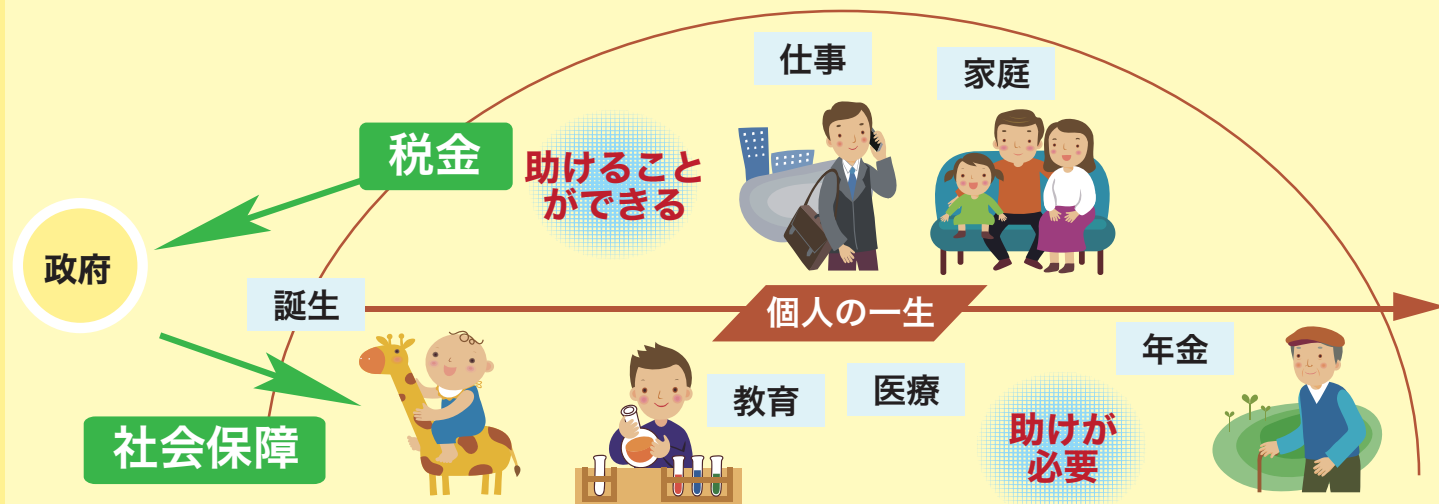 仕事
家庭
税金
助けること
ができる
政府
誕生
個人の一生
年金
教育
医療
助けが
必要
社会保障